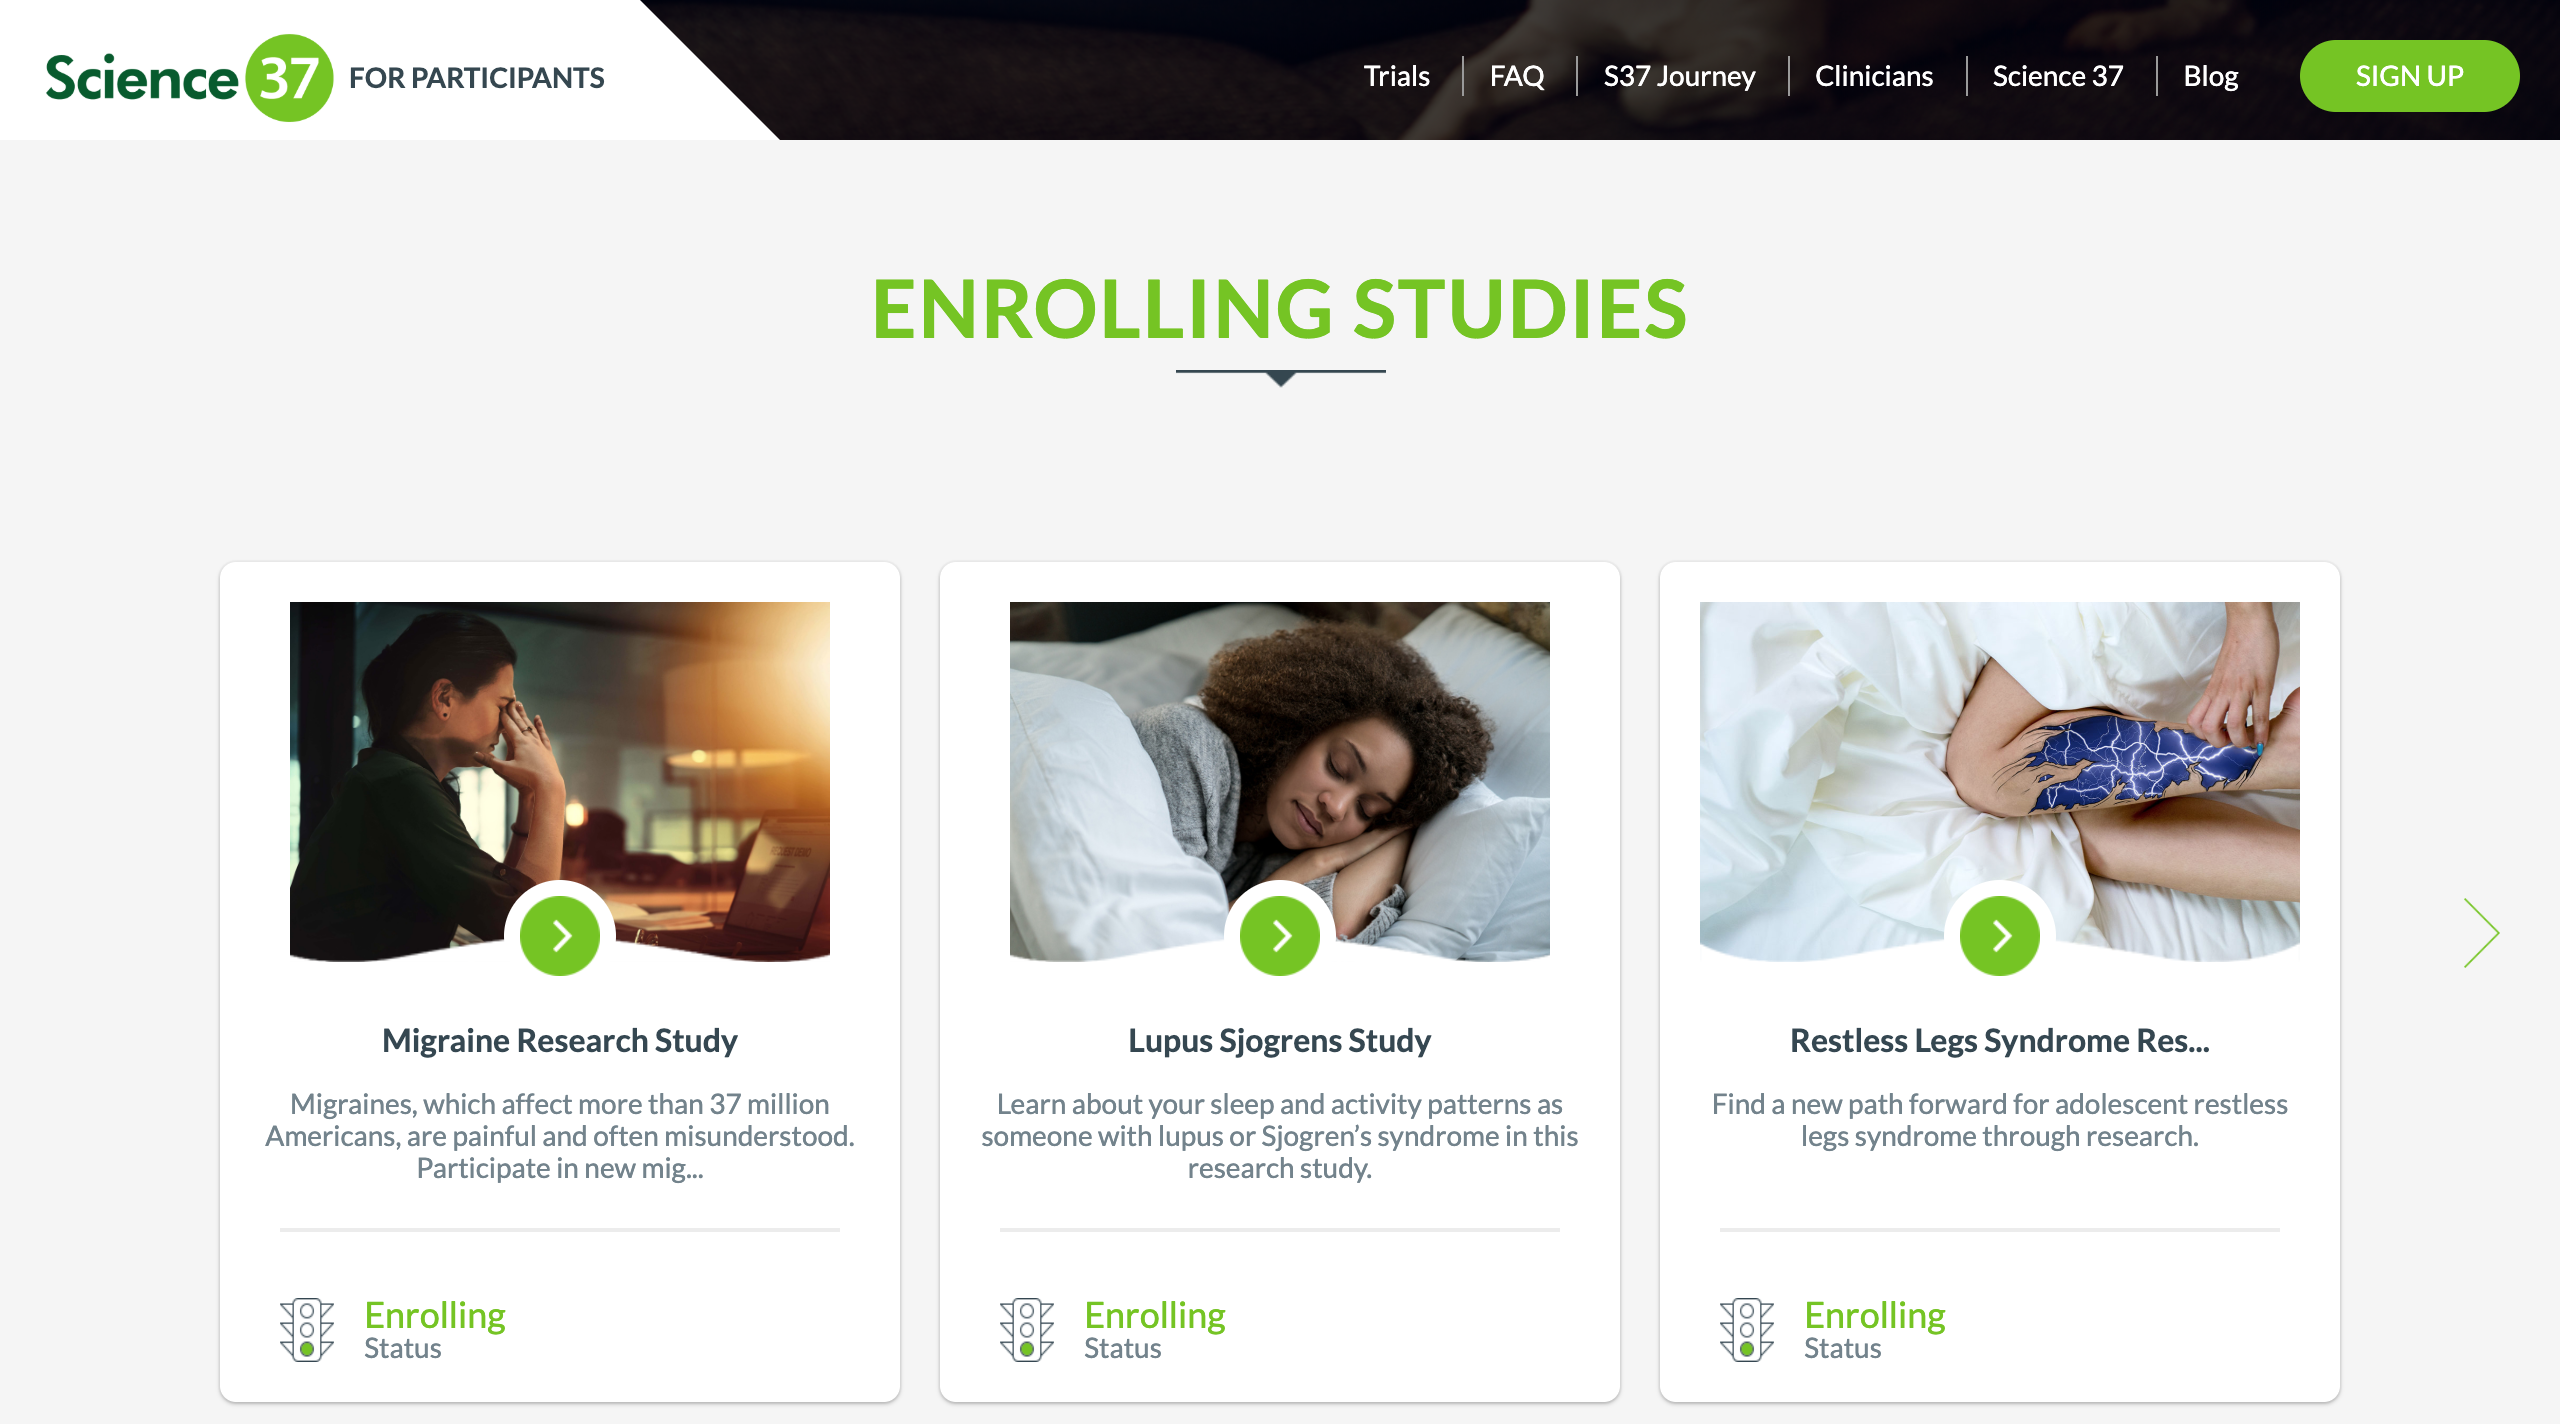 Science 37 FOR PARTICIPANTS
Trials
FAQ
S37 Journey
Clinicians
Science 37
Blog
SIGN UP
ENROLLING STUDIES
Migraine Research Study
Migraines, which affect more than 37 million
Americans, are painful and often misunderstood.
Participate in new mig...
Enrolling
Status
Lupus Sjogrens Study
Learn about your sleep and activity patterns as
someone with lupus or Sjogren’s syndrome in this
research study.
Enrolling
Status
Restless Legs Syndrome Res...
Find a new path forward for adolescent restless
legs syndrome through research.
Enrolling
Status